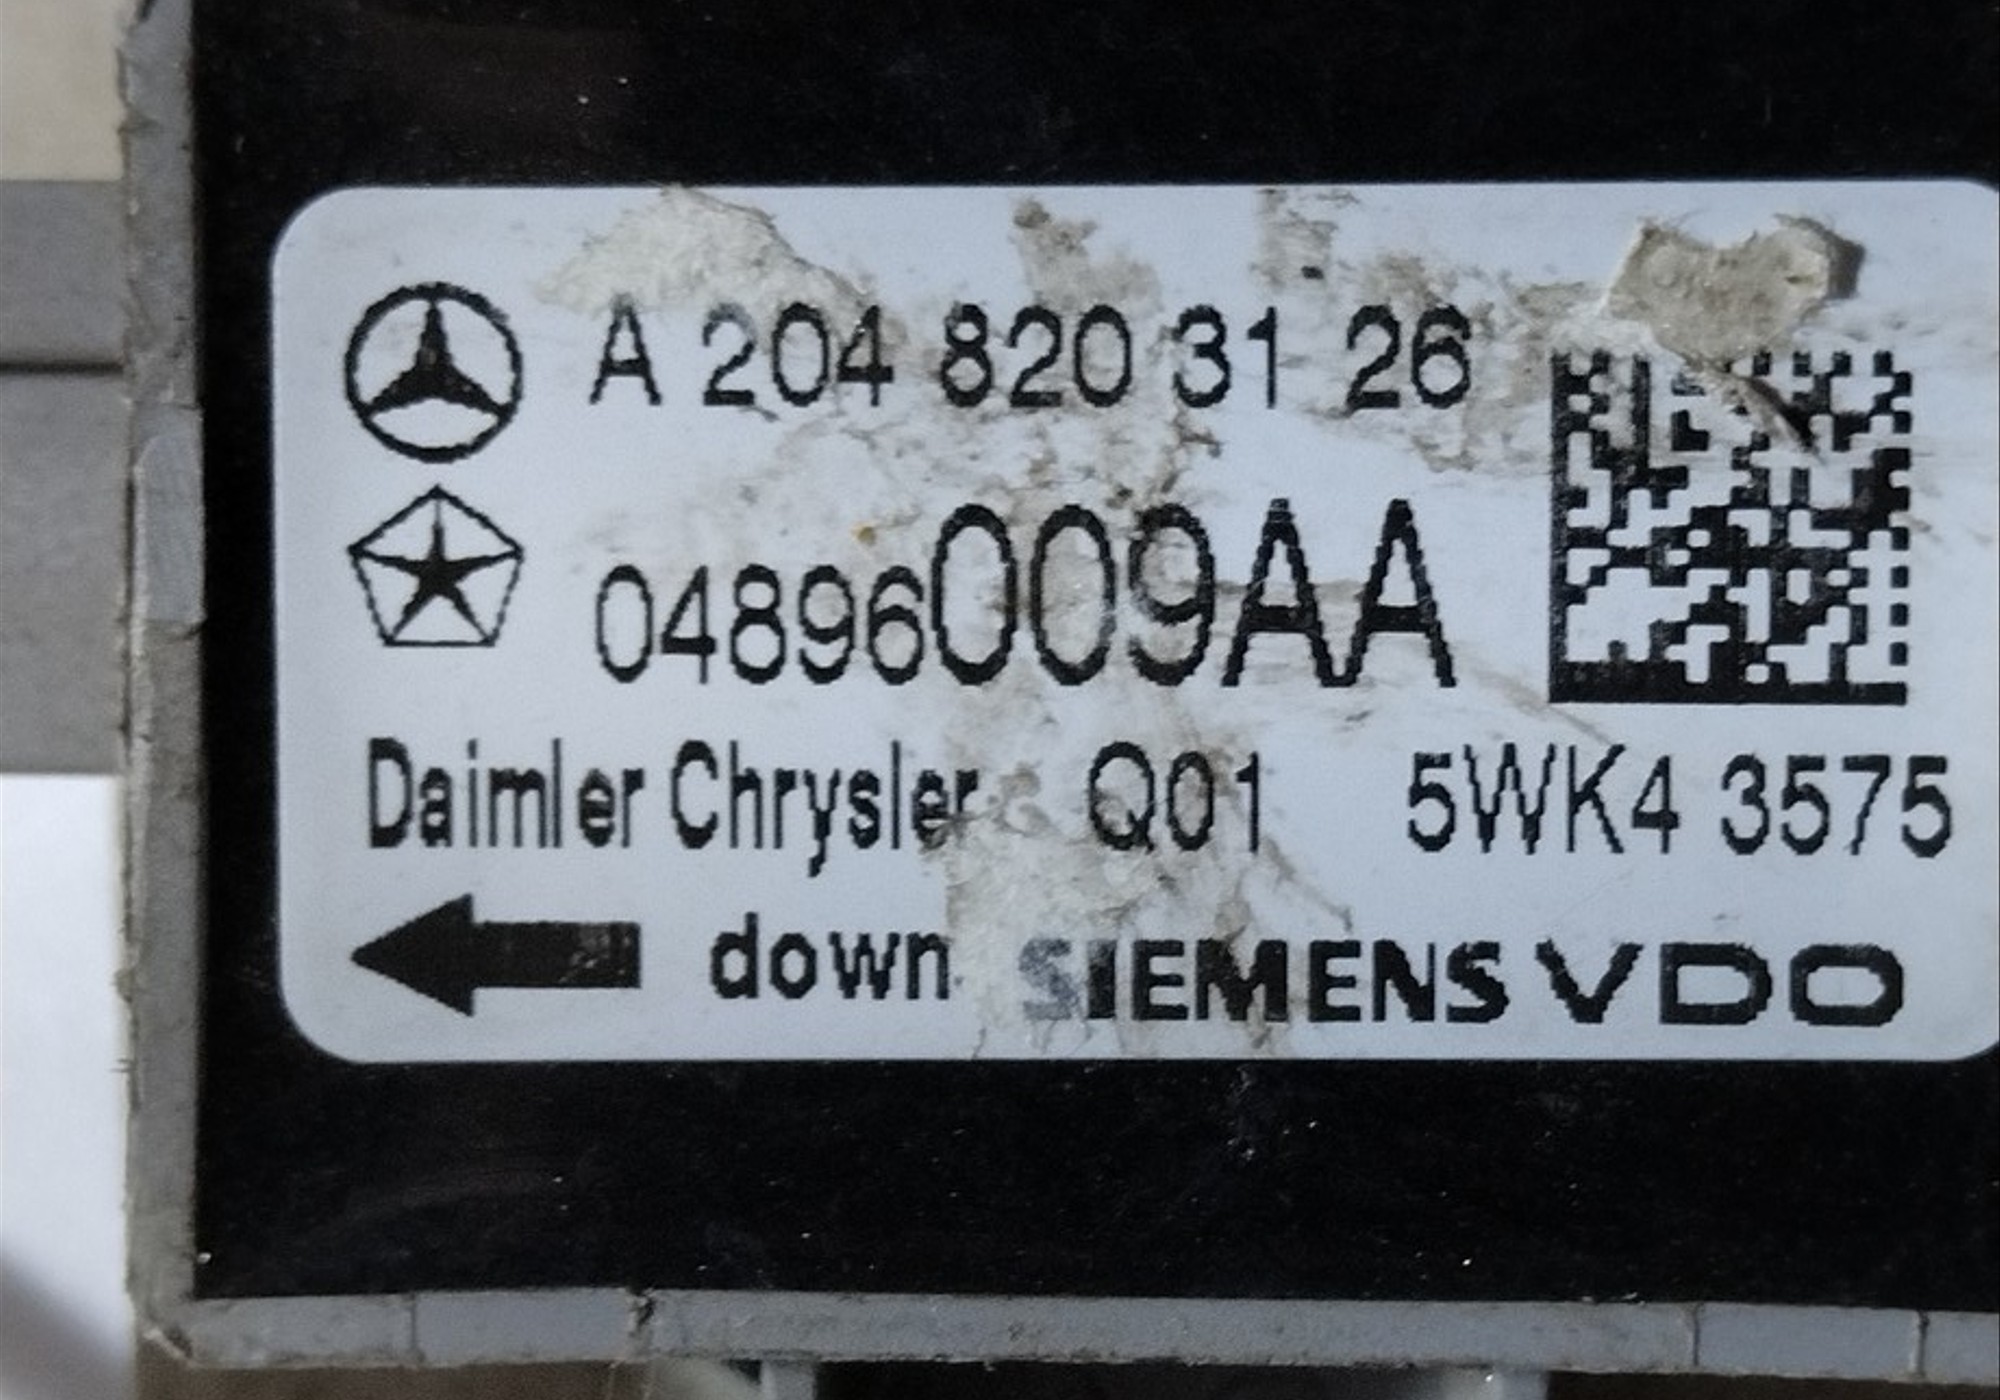 A 204 820 31 26
04896009AA
Daimler Chrysler Q01 5WK4 3575
down SIEMENS VDO